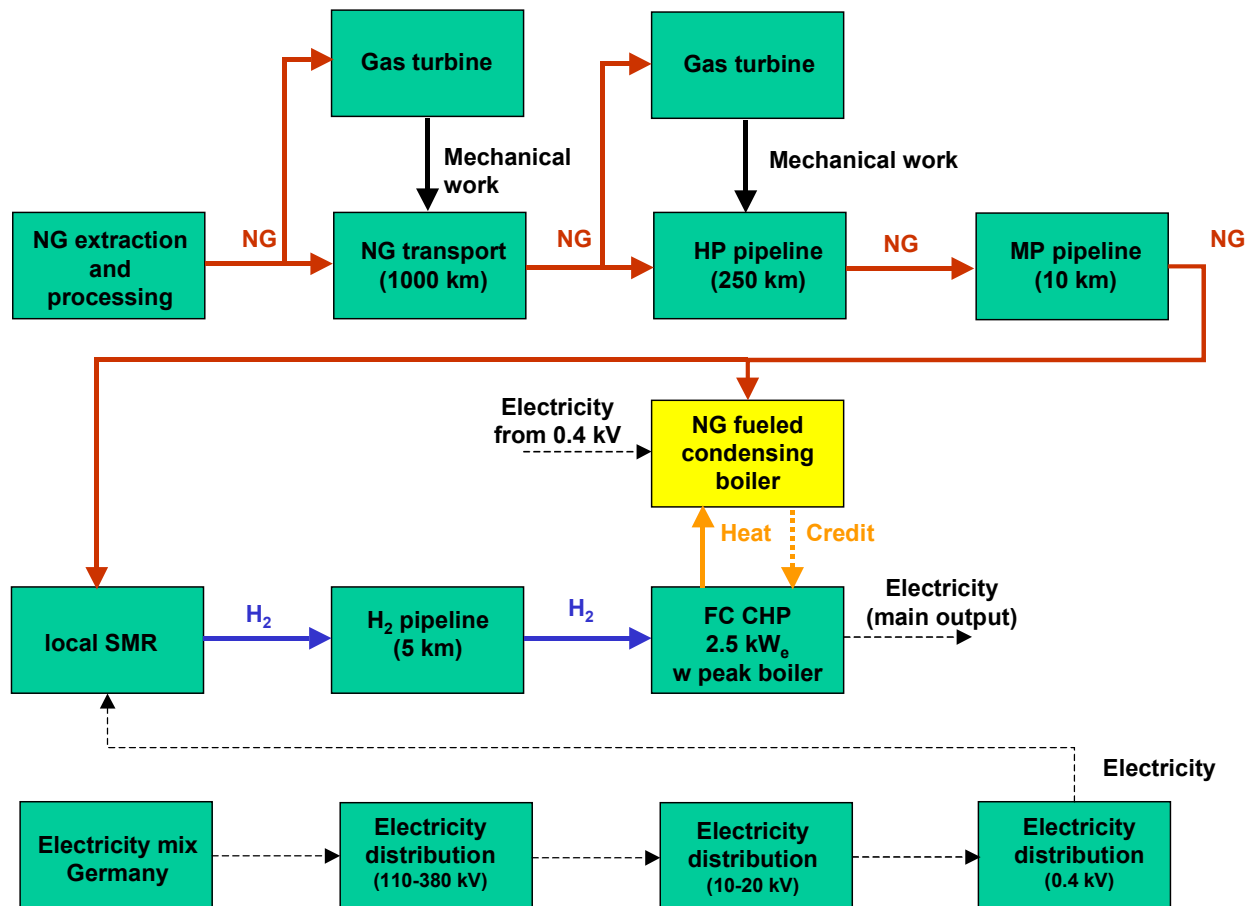 Gas turbine
Gas turbine
Mechanical
work
Mechanical work
NG extraction
and
processing
NG
NG transport
(1000 km)
NG
HP pipeline
(250 km)
NG
MP pipeline
(10 km)
NG
Electricity
from 0.4 kV
NG fueled
condensing
boiler
Heat
Credit
local SMR
H₂
H₂ pipeline
(5 km)
H₂
FC CHP
2.5 kWₑ
w peak boiler
Electricity
(main output)
Electricity
Electricity mix
Germany
Electricity
distribution
(110-380 kV)
Electricity
distribution
(10-20 kV)
Electricity
distribution
(0.4 kV)